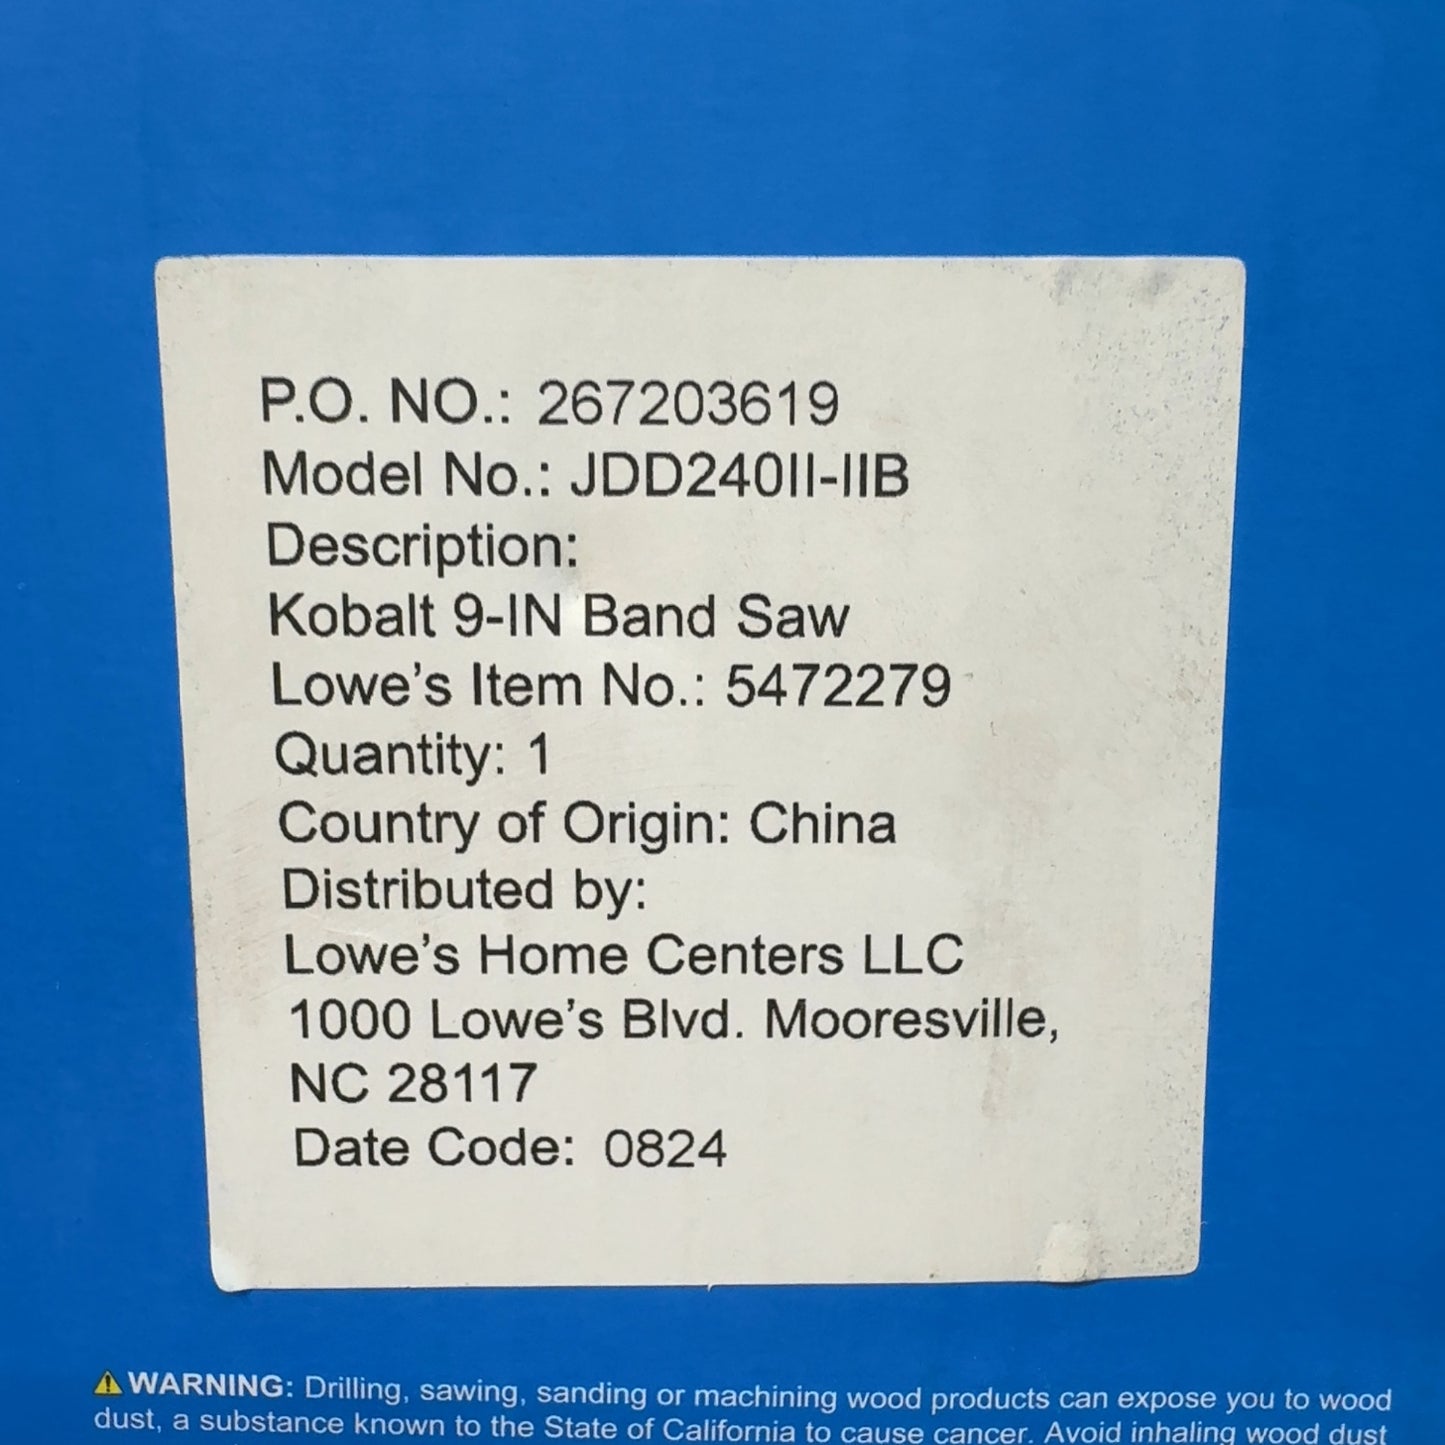 P.O. NO.: 267203619
Model No.: JDD240II-IIB
Description:
Kobalt 9-IN Band Saw
Lowe’s Item No.: 5472279
Quantity: 1
Country of Origin: China
Distributed by:
Lowe’s Home Centers LLC
1000 Lowe’s Blvd. Mooresville,
NC 28117
Date Code: 0824
WARNING: Drilling, sawing, sanding or machining wood products can expose you to wood
dust, a substance known to the State of California to cause cancer. Avoid inhaling wood dust